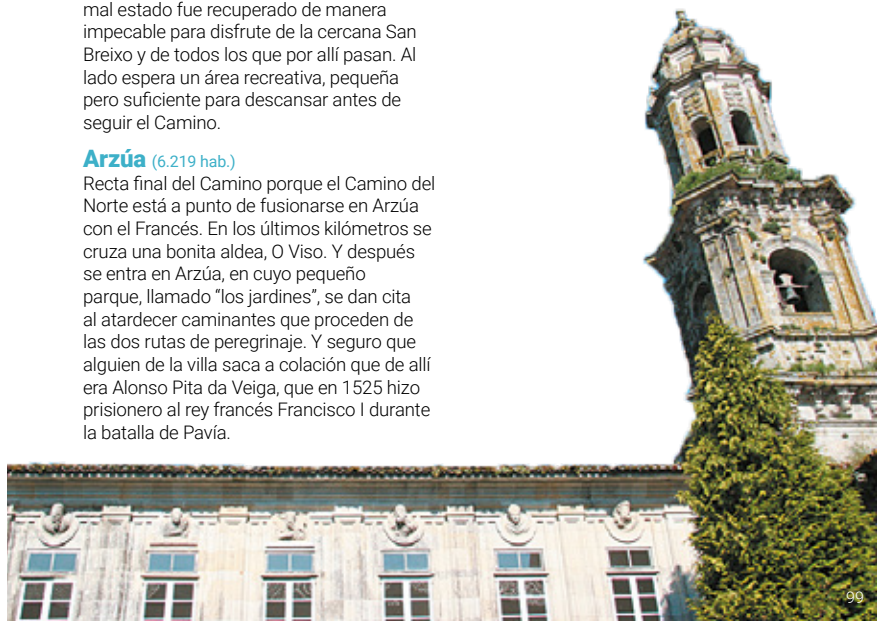 mal estado fue recuperado de manera
impecable para disfrute de la cercana San
Breixo y de todos los que por allí pasan. Al
lado espera un área recreativa, pequeña
pero suficiente para descansar antes de
seguir el Camino.
Arzúa (6.219 hab.)
Recta final del Camino porque el Camino del
Norte está a punto de fusionarse en Arzúa
con el Francés. En los últimos kilómetros se
cruza una bonita aldea, O Viso. Y después
se entra en Arzúa, en cuyo pequeño
parque, llamado “los jardines”, se dan cita
al atardecer caminantes que proceden de
las dos rutas de peregrinaje. Y seguro que
alguien de la villa saca a colación que de allí
era Alonso Pita da Veiga, que en 1525 hizo
prisionero al rey francés Francisco I durante
la batalla de Pavía.
99